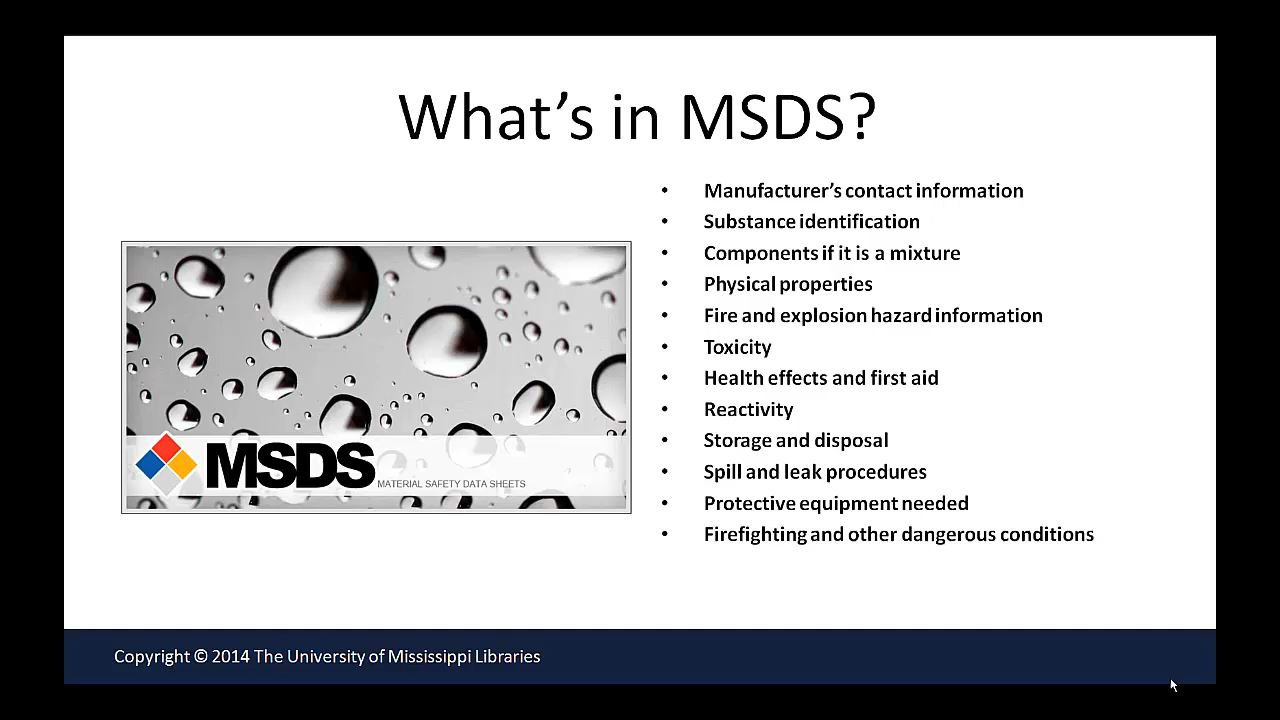 What's in MSDS?
• Manufacturer's contact information
• Substance identification
• Components if it is a mixture
• Physical properties
• Fire and explosion hazard information
• Toxicity
• Health effects and first aid
• Reactivity
• Storage and disposal
• Spill and leak procedures
• Protective equipment needed
• Firefighting and other dangerous conditions
MSDS MATERIAL SAFETY DATA SHEETS
Copyright © 2014 The University of Mississippi Libraries